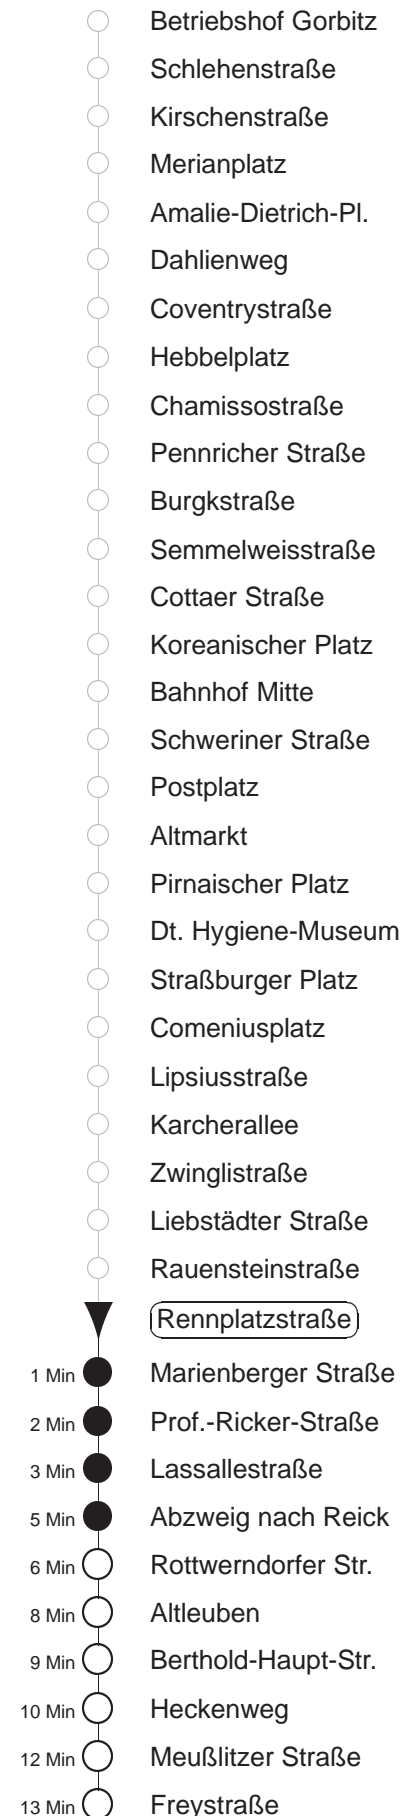 Betriebshof Gorbitz
Schlehenstraße
Kirschenstraße
Merianplatz
Amalie-Dietrich-Pl.
Dahlienweg
Coventrystraße
Hebbelplatz
Chamissostraße
Pennricher Straße
Burgkstraße
Semmelweisstraße
Cottaer Straße
Koreanischer Platz
Bahnhof Mitte
Schweriner Straße
Postplatz
Altmarkt
Pirnaischer Platz
Dt. Hygiene-Museum
Straßburger Platz
Comeniusplatz
Lipsiusstraße
Karcherallee
Zwinglistraße
Liebstädter Straße
Rauensteinstraße
Rennplatzstraße
1 Min Marienberger Straße
2 Min Prof.-Ricker-Straße
3 Min Lassallestraße
5 Min Abzweig nach Reick
6 Min Rottwerndorfer Str.
8 Min Altleuben
9 Min Berthold-Haupt-Str.
10 Min Heckenweg
12 Min Meußlitzer Straße
13 Min Freystraße